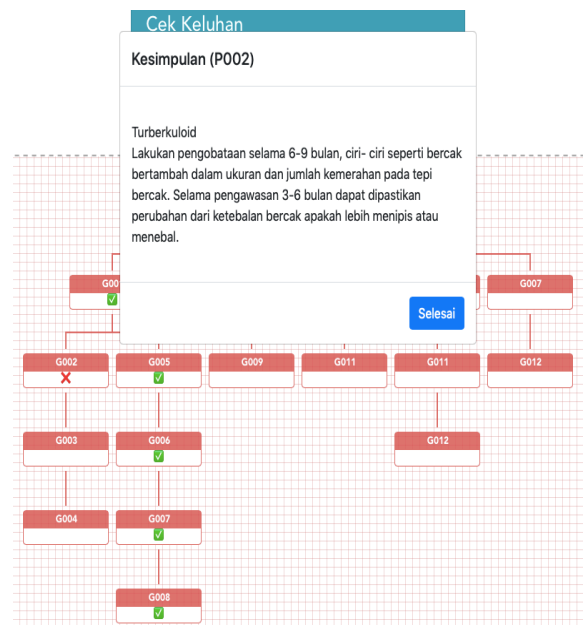 Cek Keluhan
Kesimpulan (P002)
Turberkuloid
Lakukan pengobataan selama 6-9 bulan, ciri- ciri seperti bercak
bertambah dalam ukuran dan jumlah kemerahan pada tepi
bercak. Selama pengawasan 3-6 bulan dapat dipastikan
perubahan dari ketebalan bercak apakah lebih menipis atau
menebal.
Selesai
G007
G002 G005 G009 G011 G011 G012
G003 G006 G012
G004 G007
G008